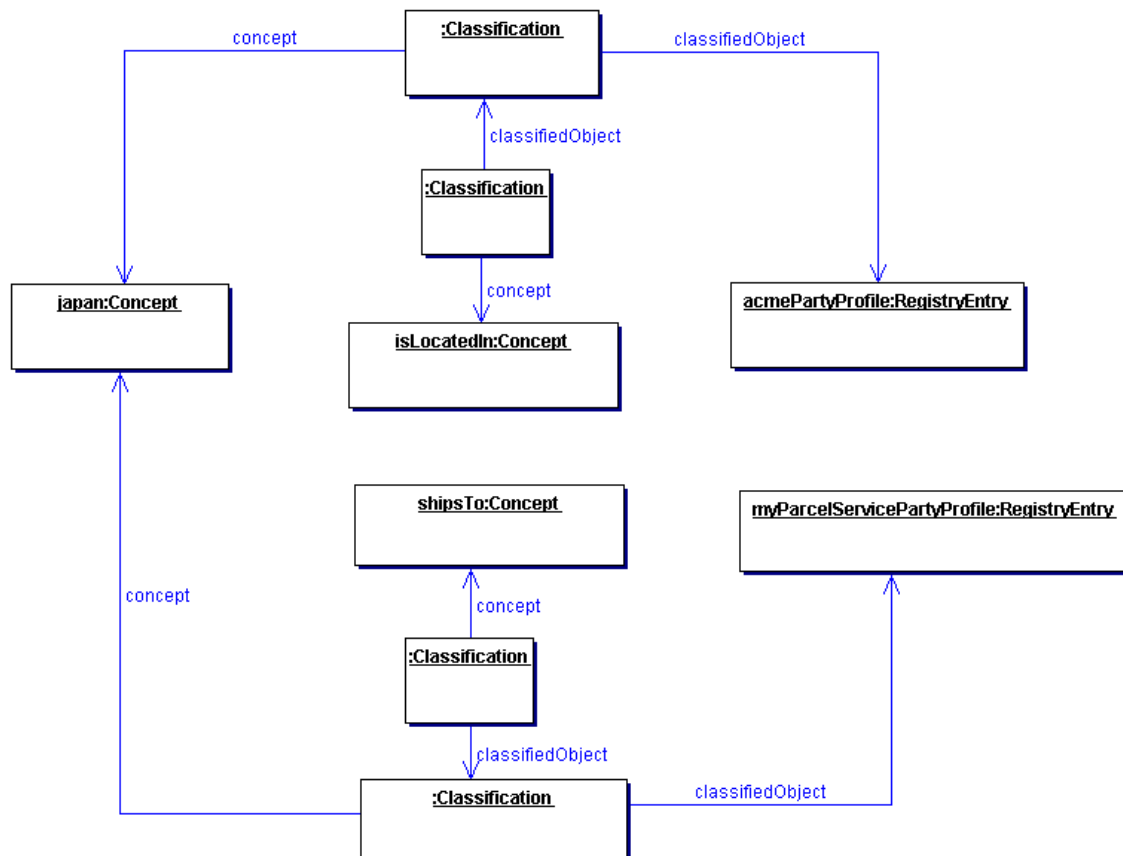 :Classification
concept
classifiedObject
classifiedObject
:Classification
concept
japan:Concept
acmePartyProfile:RegistryEntry
isLocatedIn:Concept
shipsTo:Concept
myParcelServicePartyProfile:RegistryEntry
concept
concept
:Classification
classifiedObject
:Classification
classifiedObject